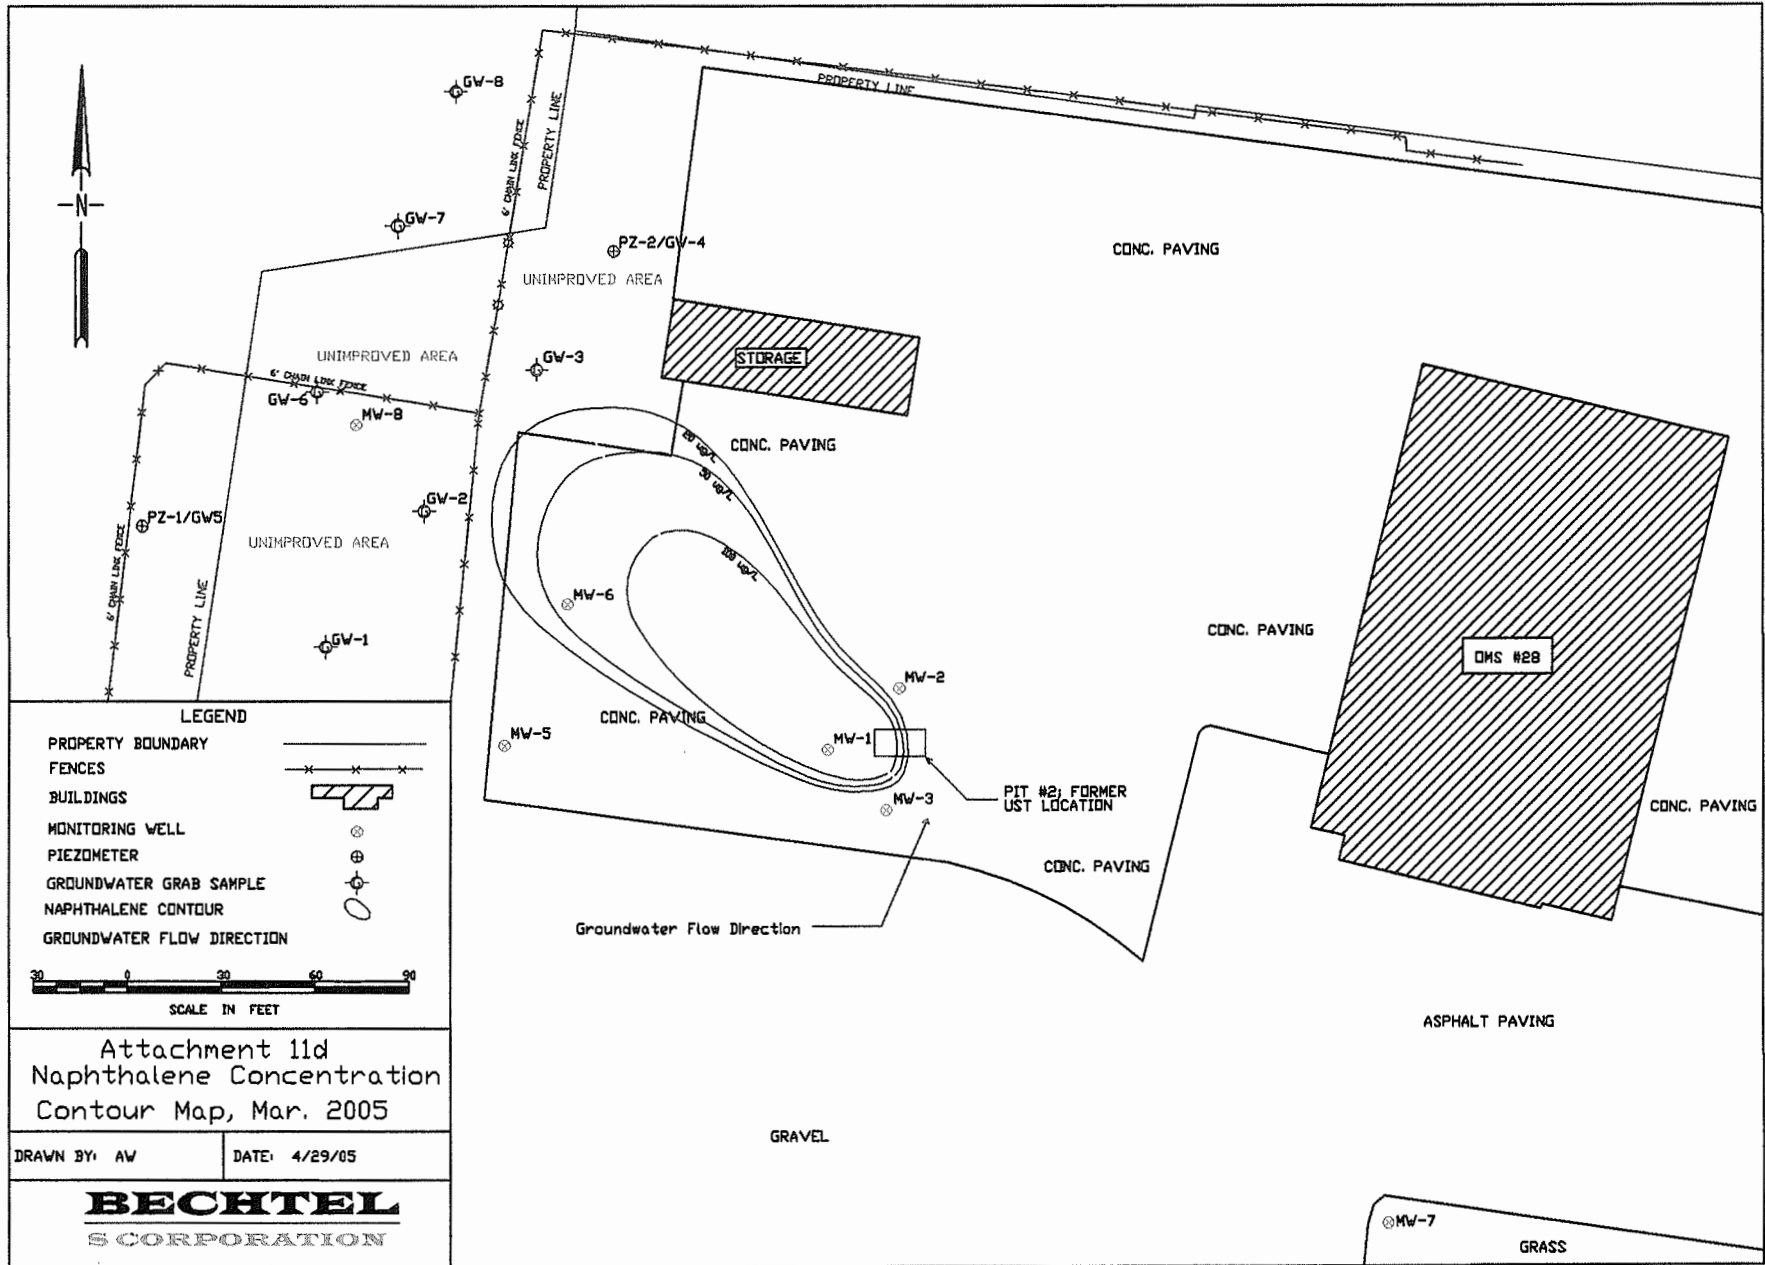 GW-8
PROPERTY LINE
6' CHAIN LINK FENCE
PROPERTY LINE
N
GW-7
PZ-2/GW-4
CONC. PAVING
UNIMPROVED AREA
GW-3
STORAGE
UNIMPROVED AREA
6' CHAIN LINK FENCE
GW-6
MW-8
CONC. PAVING
50 ug/L
GW-2
PZ-1/GW5
UNIMPROVED AREA
100 ug/L
6' CHAIN LINK FENCE
MW-6
PROPERTY LINE
GW-1
CONC. PAVING
OMS #28
MW-2
CONC. PAVING
MW-5
MW-1
PIT #2; FORMER
UST LOCATION
MW-3
CONC. PAVING
CONC. PAVING
Groundwater Flow Direction
ASPHALT PAVING
GRAVEL
MW-7
GRASS
LEGEND
PROPERTY BOUNDARY
FENCES
BUILDINGS
MONITORING WELL
PIEZOMETER
GROUNDWATER GRAB SAMPLE
NAPHTHALENE CONTOUR
GROUNDWATER FLOW DIRECTION
30 0 30 60 90
SCALE IN FEET
Attachment 11d
Naphthalene Concentration
Contour Map, Mar. 2005
DRAWN BY: AW
DATE: 4/29/05
BECHTEL
S CORPORATION